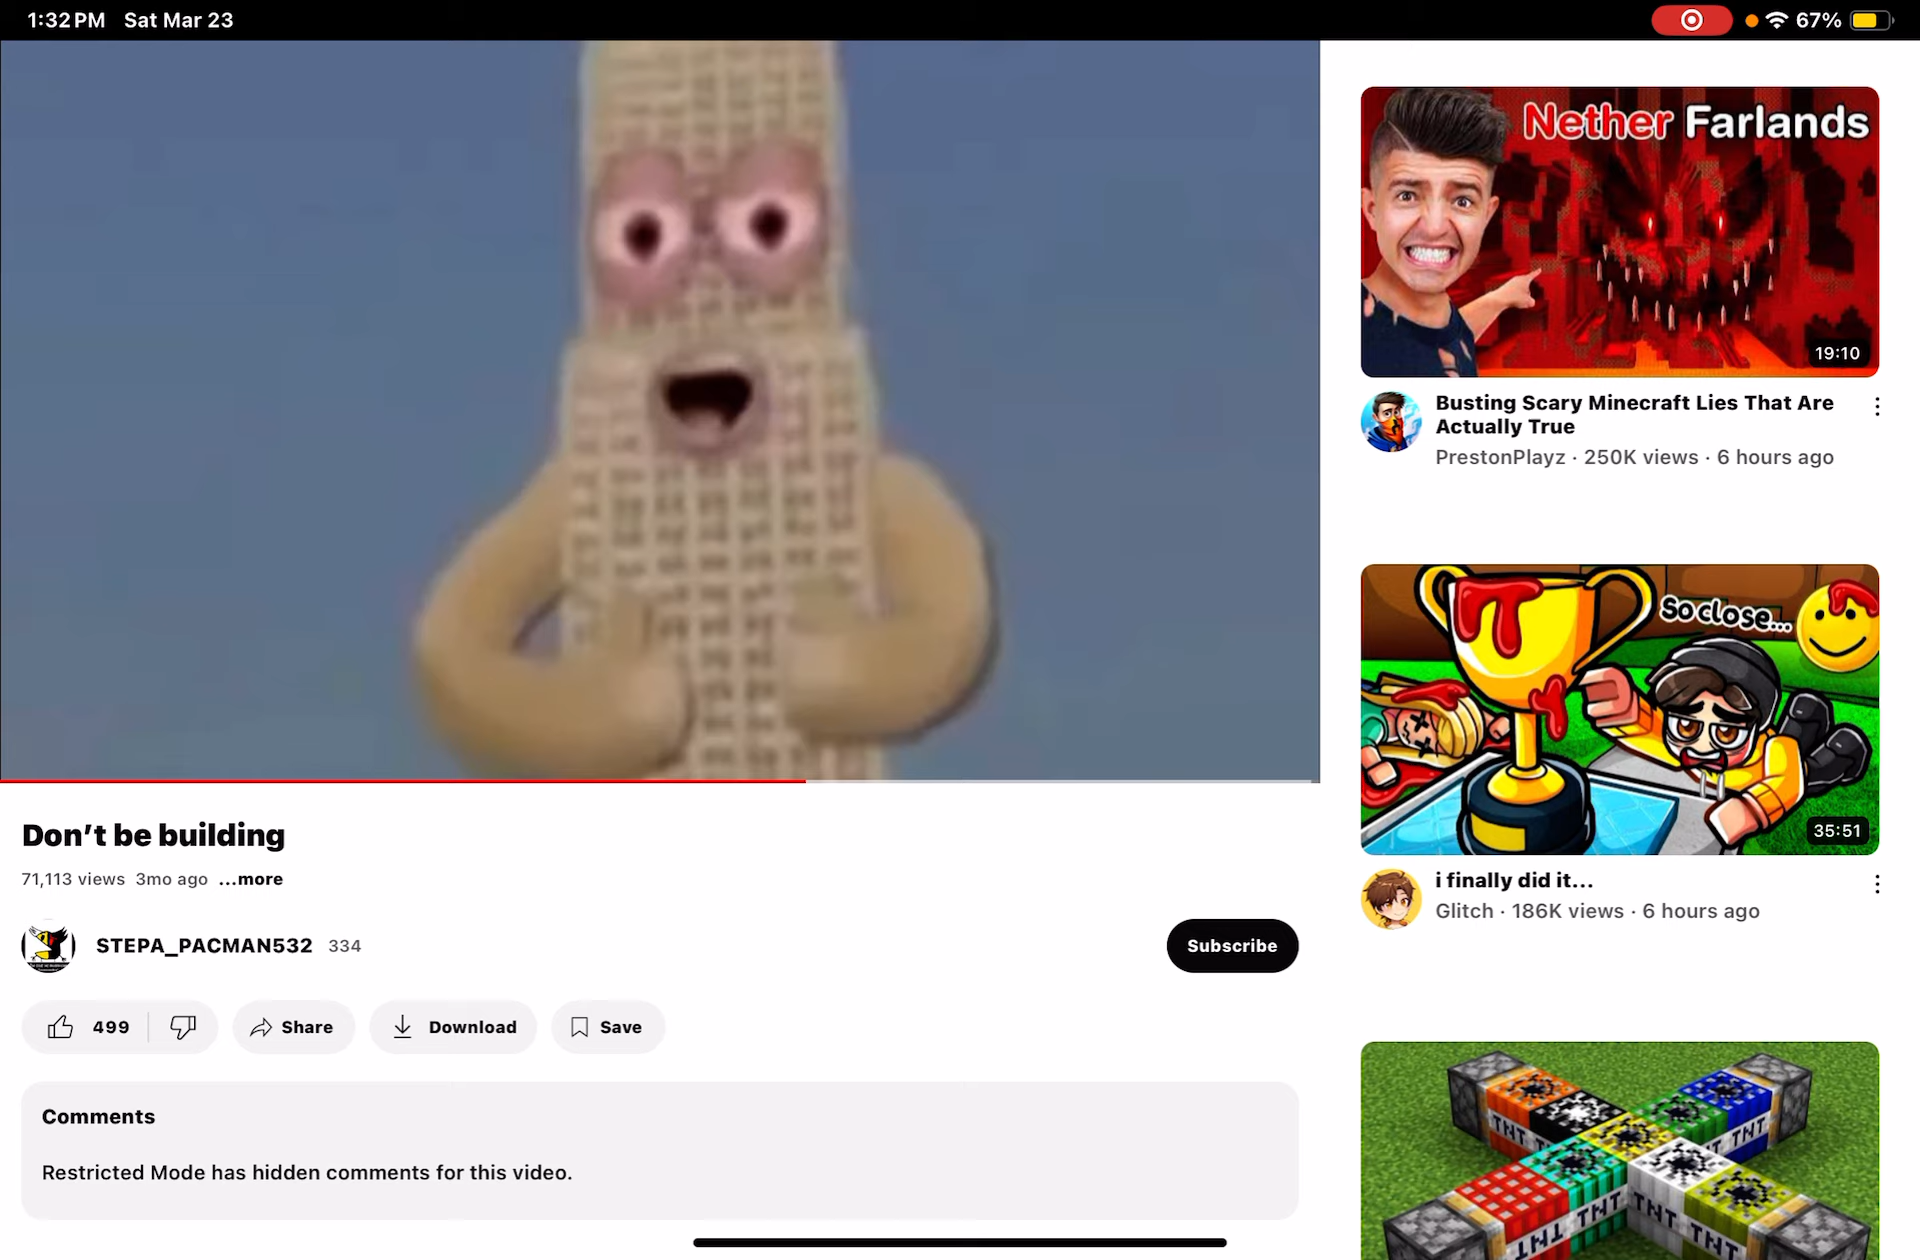 1:32 PM Sat Mar 23
67%
Nether Farlands
19:10
Busting Scary Minecraft Lies That Are
Actually True
PrestonPlayz · 250K views · 6 hours ago
So close...
35:51
i finally did it...
Glitch · 186K views · 6 hours ago
TNT
TNT
TNT
TNT
TNT
TNT
TNT
TNT
Don't be building
71,113 views 3mo ago ...more
STEPA_PACMAN532 334
Subscribe
499
Share
Download
Save
Comments
Restricted Mode has hidden comments for this video.